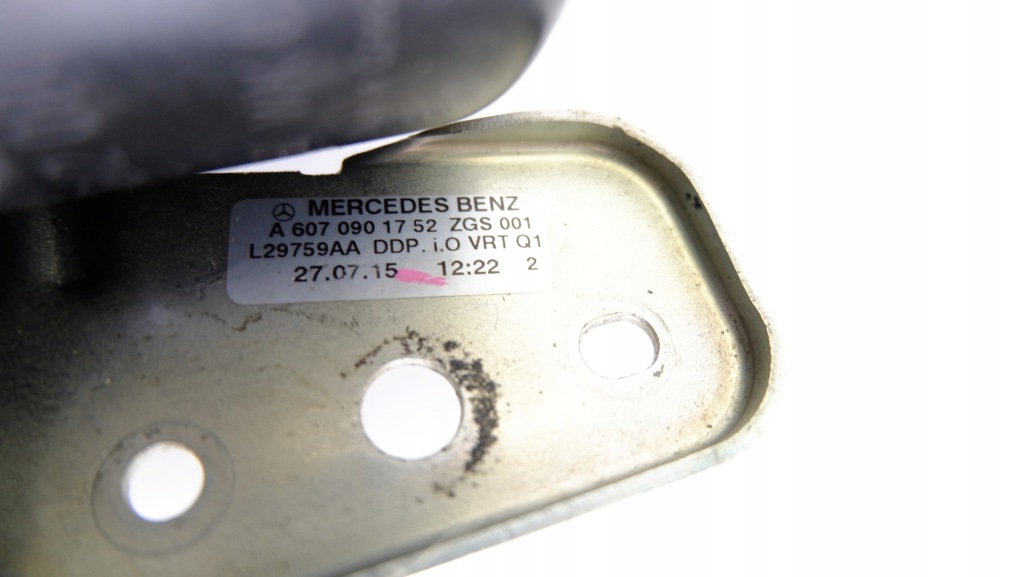 MERCEDES BENZ
A 607 090 17 52 ZGS 001
L29759AA DDP. i.O VRT Q1
27.07.15 12:22 2